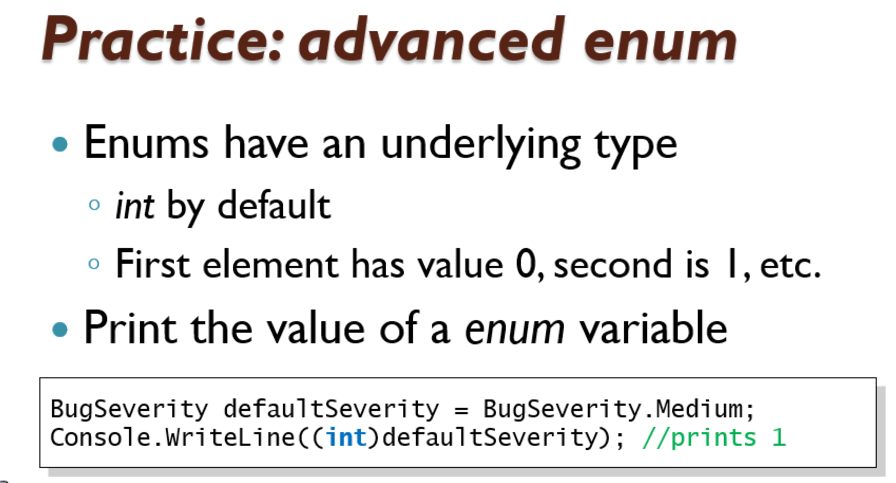 Practice: advanced enum
• Enums have an underlying type
◦ int by default
◦ First element has value 0, second is 1, etc.
• Print the value of a enum variable
BugSeverity defaultSeverity = BugSeverity.Medium;
Console.WriteLine((int)defaultSeverity); //prints 1